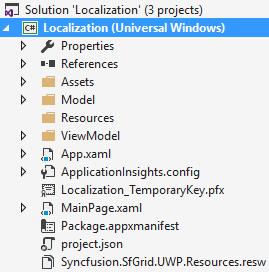 Solution 'Localization' (3 projects)
C# Localization (Universal Windows)
Properties
References
Assets
Model
Resources
ViewModel
App.xaml
ApplicationInsights.config
Localization_TemporaryKey.pfx
MainPage.xaml
Package.appxmanifest
project.json
Syncfusion.SfGrid.UWP.Resources.resw